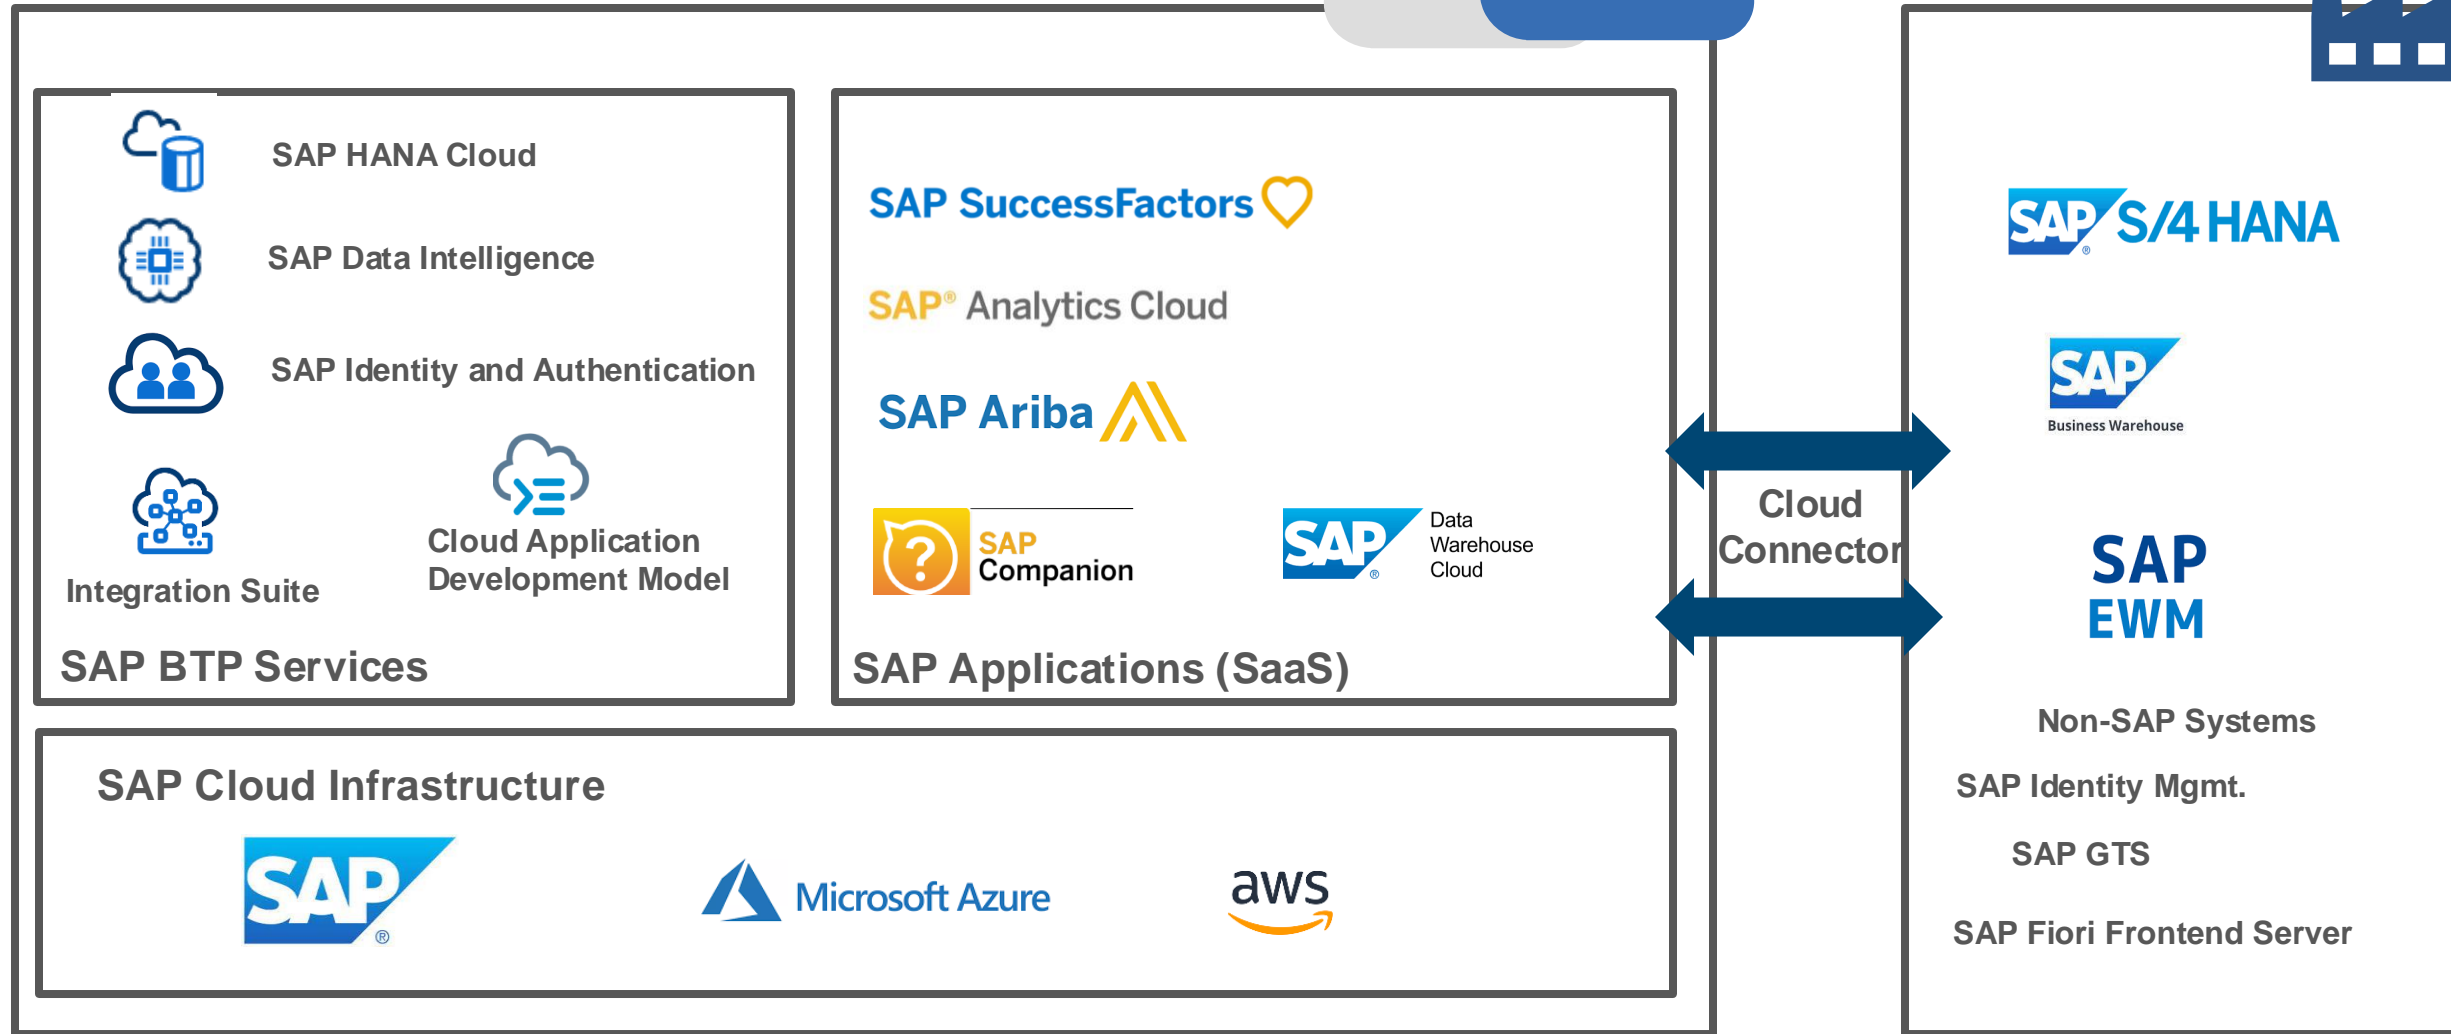 SAP HANA Cloud
SAP Data Intelligence
SAP Identity and Authentication
Integration Suite
Cloud Application
Development Model
SAP BTP Services
SAP SuccessFactors
SAP® Analytics Cloud
SAP Ariba
?
SAP
Companion
SAP®
Data
Warehouse
Cloud
SAP Applications (SaaS)
SAP Cloud Infrastructure
SAP®
Microsoft Azure
aws
Cloud
Connector
SAP® S/4HANA
SAP
Business Warehouse
SAP
EWM
Non-SAP Systems
SAP Identity Mgmt.
SAP GTS
SAP Fiori Frontend Server